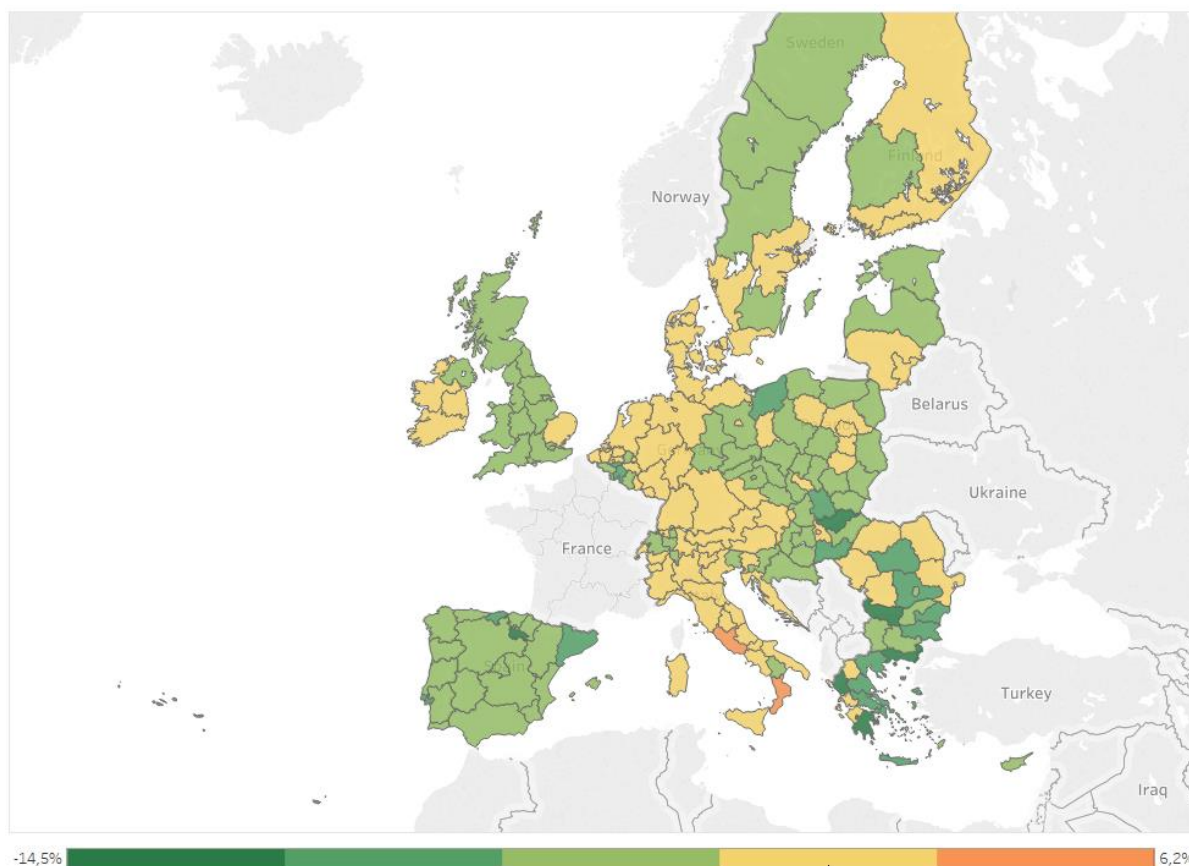 Sweden
Finland
Norway
Belarus
Ukraine
France
Spain
Turkey
Iraq
-14,5%
6,2%